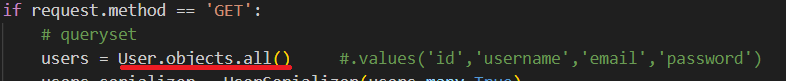 if request.method == 'GET':
# queryset
users = User.objects.all() #.values('id','username','email','password')
users_serializer = UserSerializer(users,many=True)